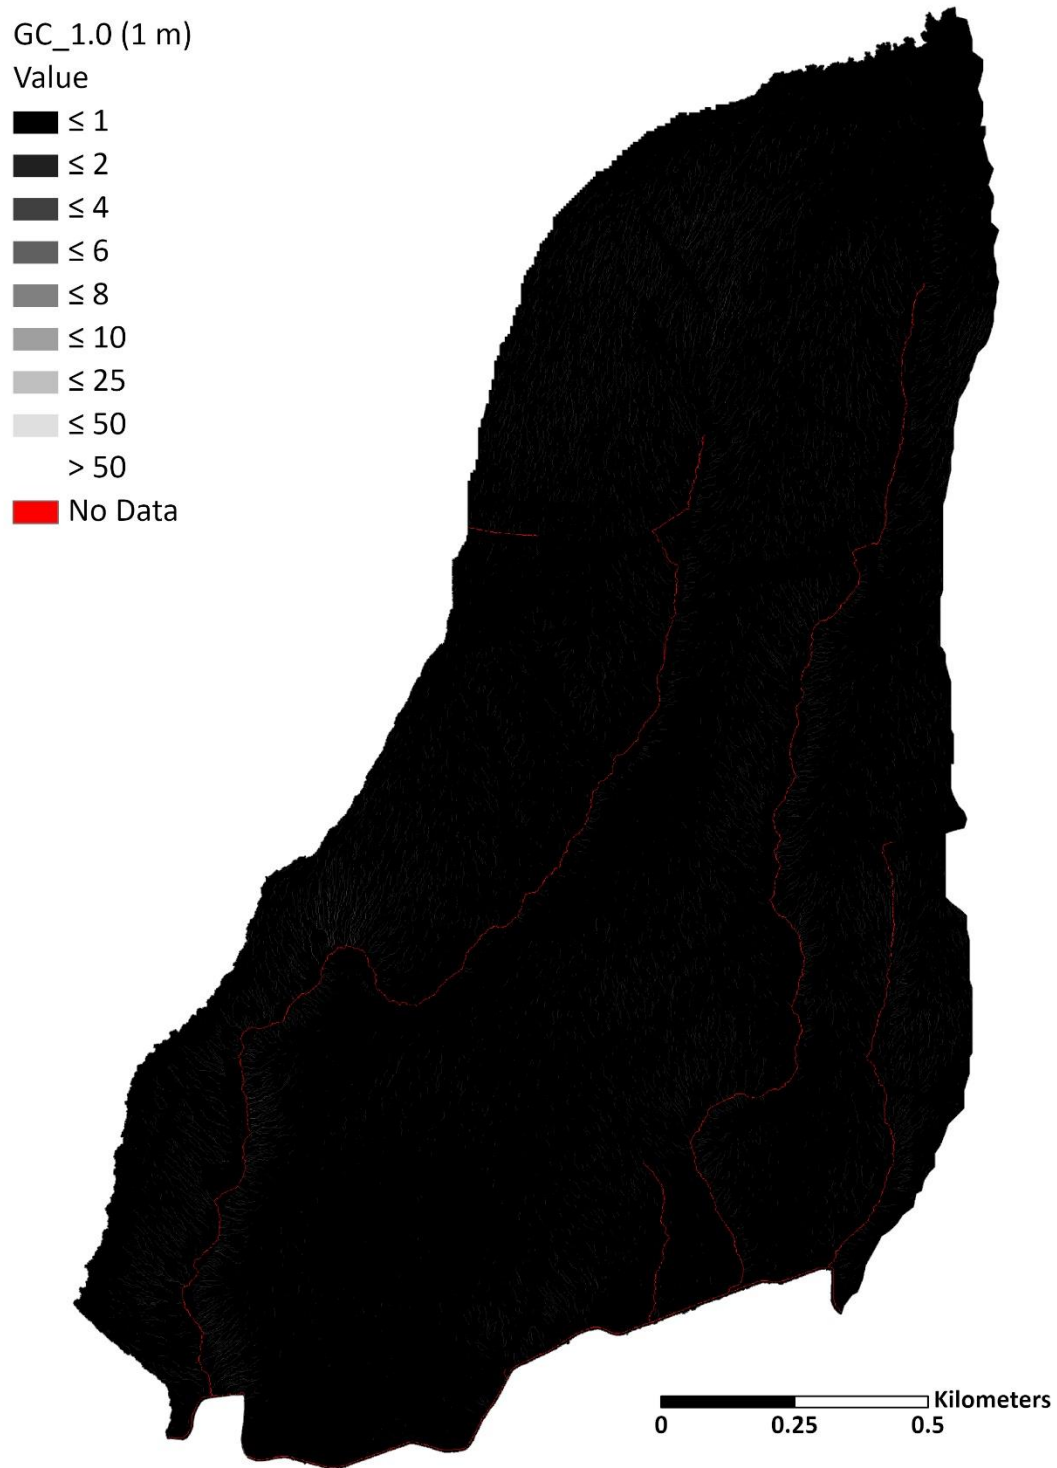 GC_1.0 (1 m)
Value
≤ 1
≤ 2
≤ 4
≤ 6
≤ 8
≤ 10
≤ 25
≤ 50
> 50
No Data
Kilometers
0 0.25 0.5